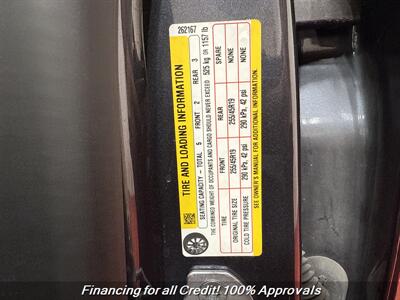 262167
TIRE AND LOADING INFORMATION
SEATING CAPACITY – TOTAL 5 FRONT 2 REAR 3
THE COMBINED WEIGHT OF OCCUPANTS AND CARGO SHOULD NEVER EXCEED 525 kg OR 1157 lb
TIRE FRONT REAR SPARE
ORIGINAL TIRE SIZE 255/45R19 255/45R19 NONE
COLD TIRE PRESSURE 290 kPa, 42 psi 290 kPa, 42 psi NONE
SEE OWNER'S MANUAL FOR ADDITIONAL INFORMATION.
Financing for all Credit! 100% Approvals